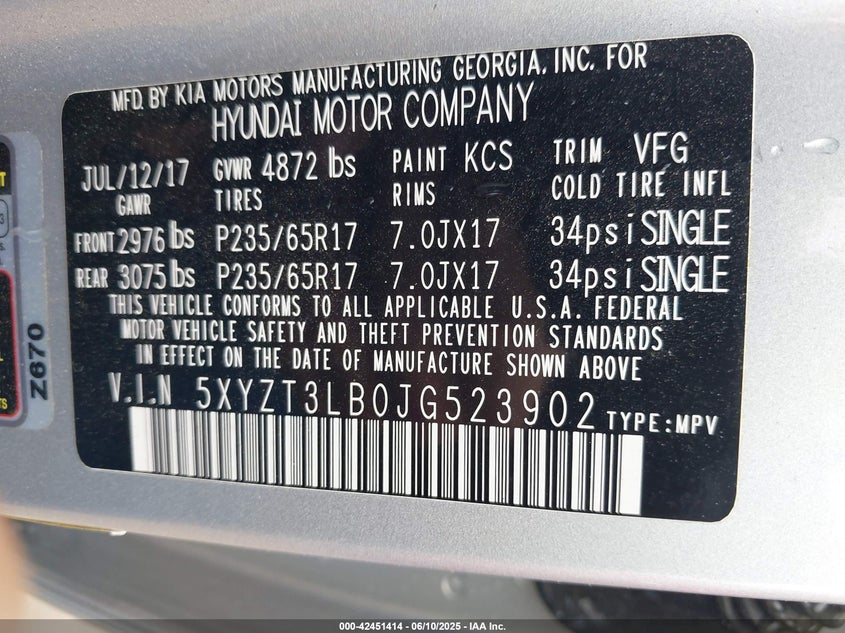 MFD. BY KIA MOTORS MANUFACTURING GEORGIA, INC. FOR
HYUNDAI MOTOR COMPANY
JUL/12/17 GVWR 4872 lbs PAINT KCS TRIM VFG
GAWR TIRES RIMS COLD TIRE INFL
FRONT 2976 lbs P235/65R17 7.0JX17 34psi SINGLE
REAR 3075 lbs P235/65R17 7.0JX17 34psi SINGLE
THIS VEHICLE CONFORMS TO ALL APPLICABLE U.S.A. FEDERAL
MOTOR VEHICLE SAFETY AND THEFT PREVENTION STANDARDS
IN EFFECT ON THE DATE OF MANUFACTURE SHOWN ABOVE
V.I.N 5XYZT3LB0JG523902 TYPE:MPV
Z670
000-42451414 - 06/10/2025 - IAA Inc.